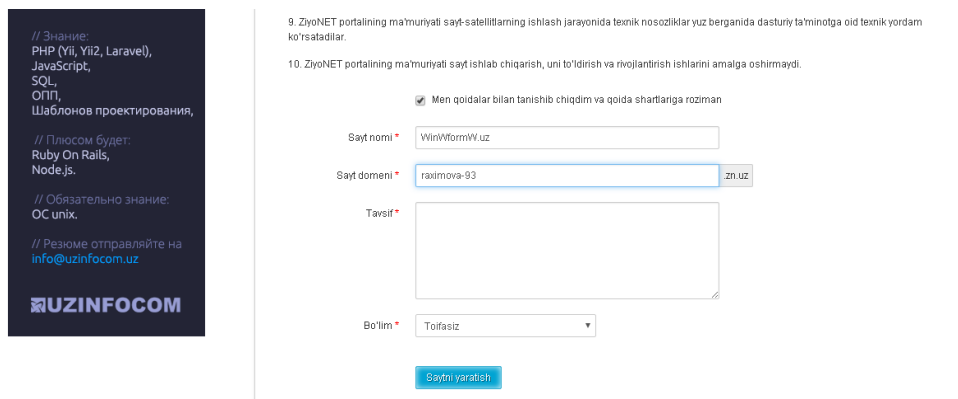 // Знание:
PHP (Yii, Yii2, Laravel),
JavaScript,
SQL,
ОПП,
Шаблонов проектирования,
// Плюсом будет:
Ruby On Rails,
Node.js.
// Обязательно знание:
ОС unix.
// Резюме отправляйте на
info@uzinfocom.uz
UZINFOCOM
9. ZiyoNET portalining ma'muriyati sayt-satellitlarning ishlash jarayonida texnik nosozliklar yuz berganida dasturiy ta'minotga oid texnik yordam
ko'rsatadilar.
10. ZiyoNET portalining ma'muriyati sayt ishlab chiqarish, uni to'ldirish va rivojlantirish ishlarini amalga oshirmaydi.
Men qoidalar bilan tanishib chiqdim va qoida shartlariga roziman
Sayt nomi * WinWformW.uz
Sayt domeni * raximova-93 .zn.uz
Tavsif *
Bo'lim * Toifasiz
Saytni yaratish